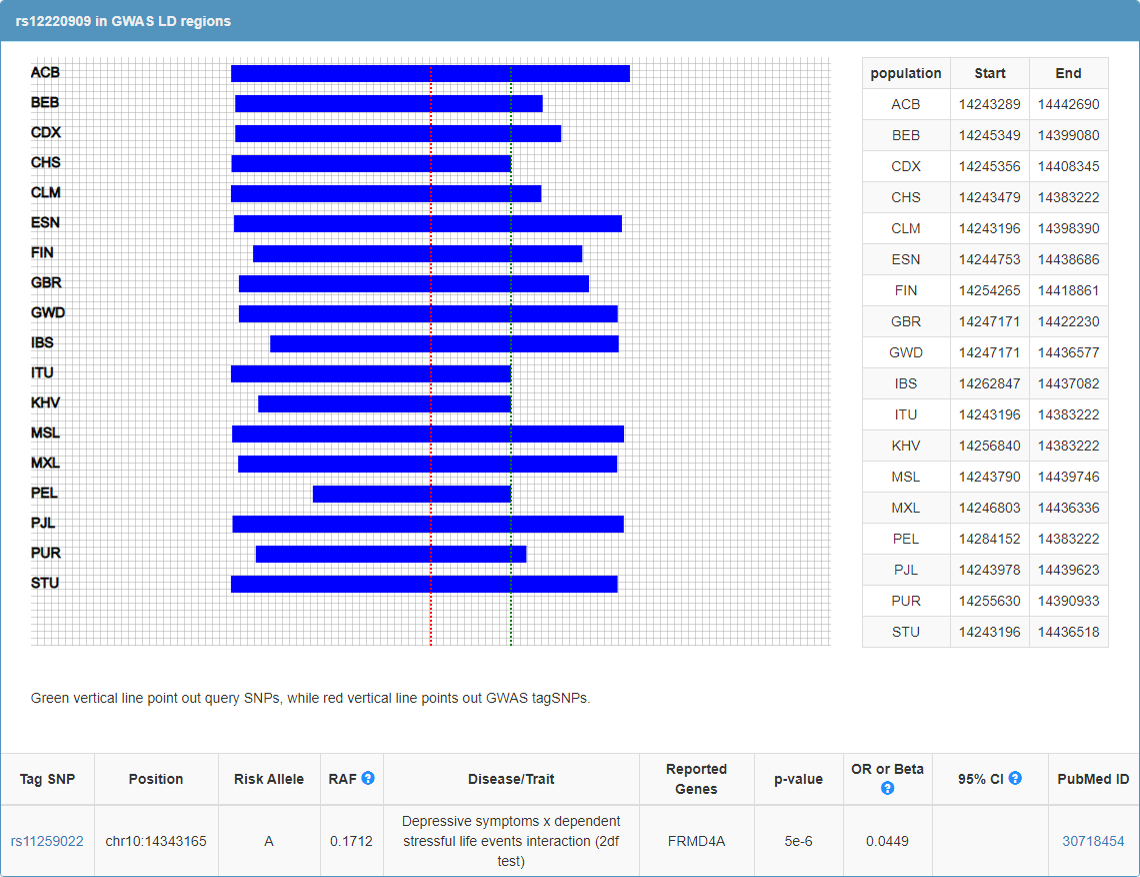 rs12220909 in GWAS LD regions
ACB
BEB
CDX
CHS
CLM
ESN
FIN
GBR
GWD
IBS
ITU
KHV
MSL
MXL
PEL
PJL
PUR
STU
population Start End
ACB 14243289 14442690
BEB 14245349 14399080
CDX 14245356 14408345
CHS 14243479 14383222
CLM 14243196 14398390
ESN 14244753 14438686
FIN 14254265 14418861
GBR 14247171 14422230
GWD 14247171 14436577
IBS 14262847 14437082
ITU 14243196 14383222
KHV 14256840 14383222
MSL 14243790 14439746
MXL 14246803 14436336
PEL 14284152 14383222
PJL 14243978 14439623
PUR 14255630 14390933
STU 14243196 14436518
Green vertical line point out query SNPs, while red vertical line points out GWAS tagSNPs.
Tag SNP Position Risk Allele RAF ? Disease/Trait Reported Genes p-value OR or Beta ? 95% CI ? PubMed ID
rs11259022 chr10:14343165 A 0.1712 Depressive symptoms x dependent stressful life events interaction (2df test) FRMD4A 5e-6 0.0449 30718454